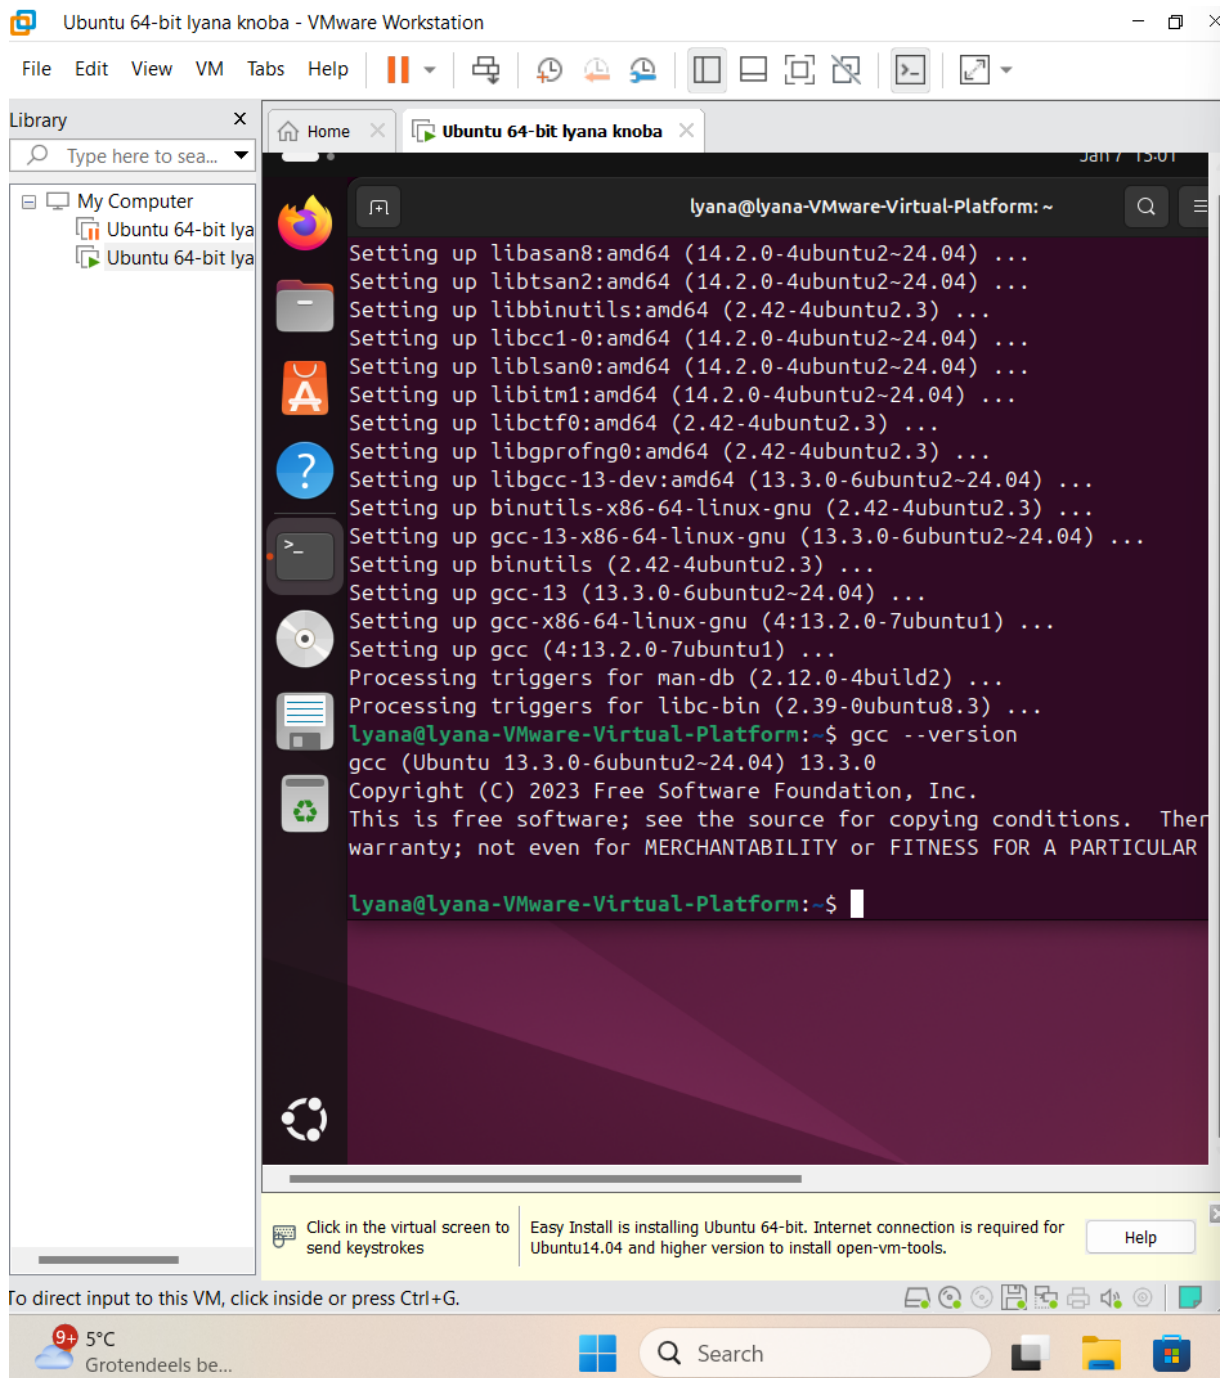 Ubuntu 64-bit lyana knoba - VMware Workstation
File Edit View VM Tabs Help
Library
Home
Ubuntu 64-bit lyana knoba
Type here to sea...
Jan 7 15:01
My Computer
Ubuntu 64-bit lya
Ubuntu 64-bit lya
lyana@lyana-VMware-Virtual-Platform: ~
Setting up libasan8:amd64 (14.2.0-4ubuntu2~24.04) ...
Setting up libtsan2:amd64 (14.2.0-4ubuntu2~24.04) ...
Setting up libbinutils:amd64 (2.42-4ubuntu2.3) ...
Setting up libcc1-0:amd64 (14.2.0-4ubuntu2~24.04) ...
Setting up liblsan0:amd64 (14.2.0-4ubuntu2~24.04) ...
Setting up libitm1:amd64 (14.2.0-4ubuntu2~24.04) ...
Setting up libctf0:amd64 (2.42-4ubuntu2.3) ...
Setting up libgprofng0:amd64 (2.42-4ubuntu2.3) ...
Setting up libgcc-13-dev:amd64 (13.3.0-6ubuntu2~24.04) ...
Setting up binutils-x86-64-linux-gnu (2.42-4ubuntu2.3) ...
Setting up gcc-13-x86-64-linux-gnu (13.3.0-6ubuntu2~24.04) ...
Setting up binutils (2.42-4ubuntu2.3) ...
Setting up gcc-13 (13.3.0-6ubuntu2~24.04) ...
Setting up gcc-x86-64-linux-gnu (4:13.2.0-7ubuntu1) ...
Setting up gcc (4:13.2.0-7ubuntu1) ...
Processing triggers for man-db (2.12.0-4build2) ...
Processing triggers for libc-bin (2.39-0ubuntu8.3) ...
lyana@lyana-VMware-Virtual-Platform:~$ gcc --version
gcc (Ubuntu 13.3.0-6ubuntu2~24.04) 13.3.0
Copyright (C) 2023 Free Software Foundation, Inc.
This is free software; see the source for copying conditions.  Ther
warranty; not even for MERCHANTABILITY or FITNESS FOR A PARTICULAR
lyana@lyana-VMware-Virtual-Platform:~$
Click in the virtual screen to
send keystrokes
Easy Install is installing Ubuntu 64-bit. Internet connection is required for
Ubuntu14.04 and higher version to install open-vm-tools.
Help
To direct input to this VM, click inside or press Ctrl+G.
9+
5°C
Grotendeels be...
Search